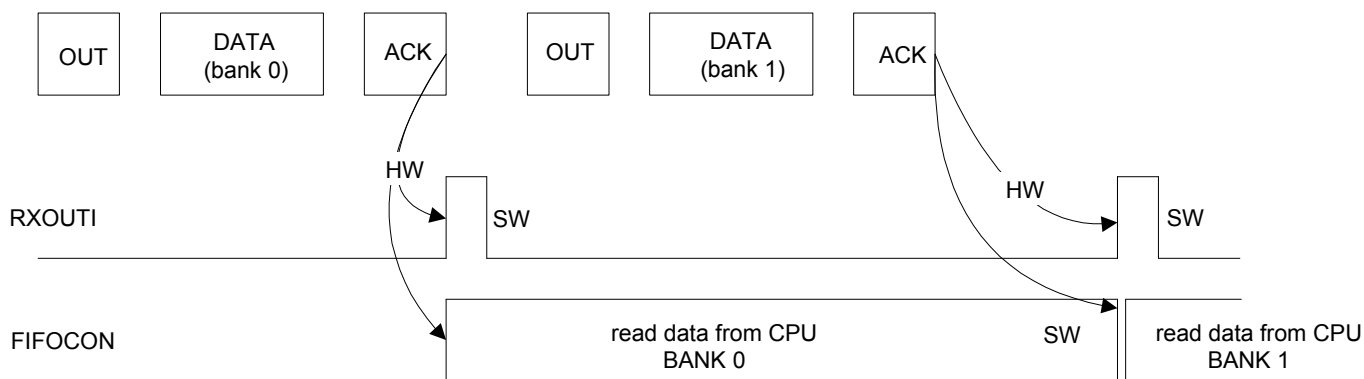 OUT
DATA
(bank 0)
ACK
OUT
DATA
(bank 1)
ACK
HW
HW
RXOUTI
SW
SW
FIFOCON
read data from CPU
BANK 0
SW
read data from CPU
BANK 1